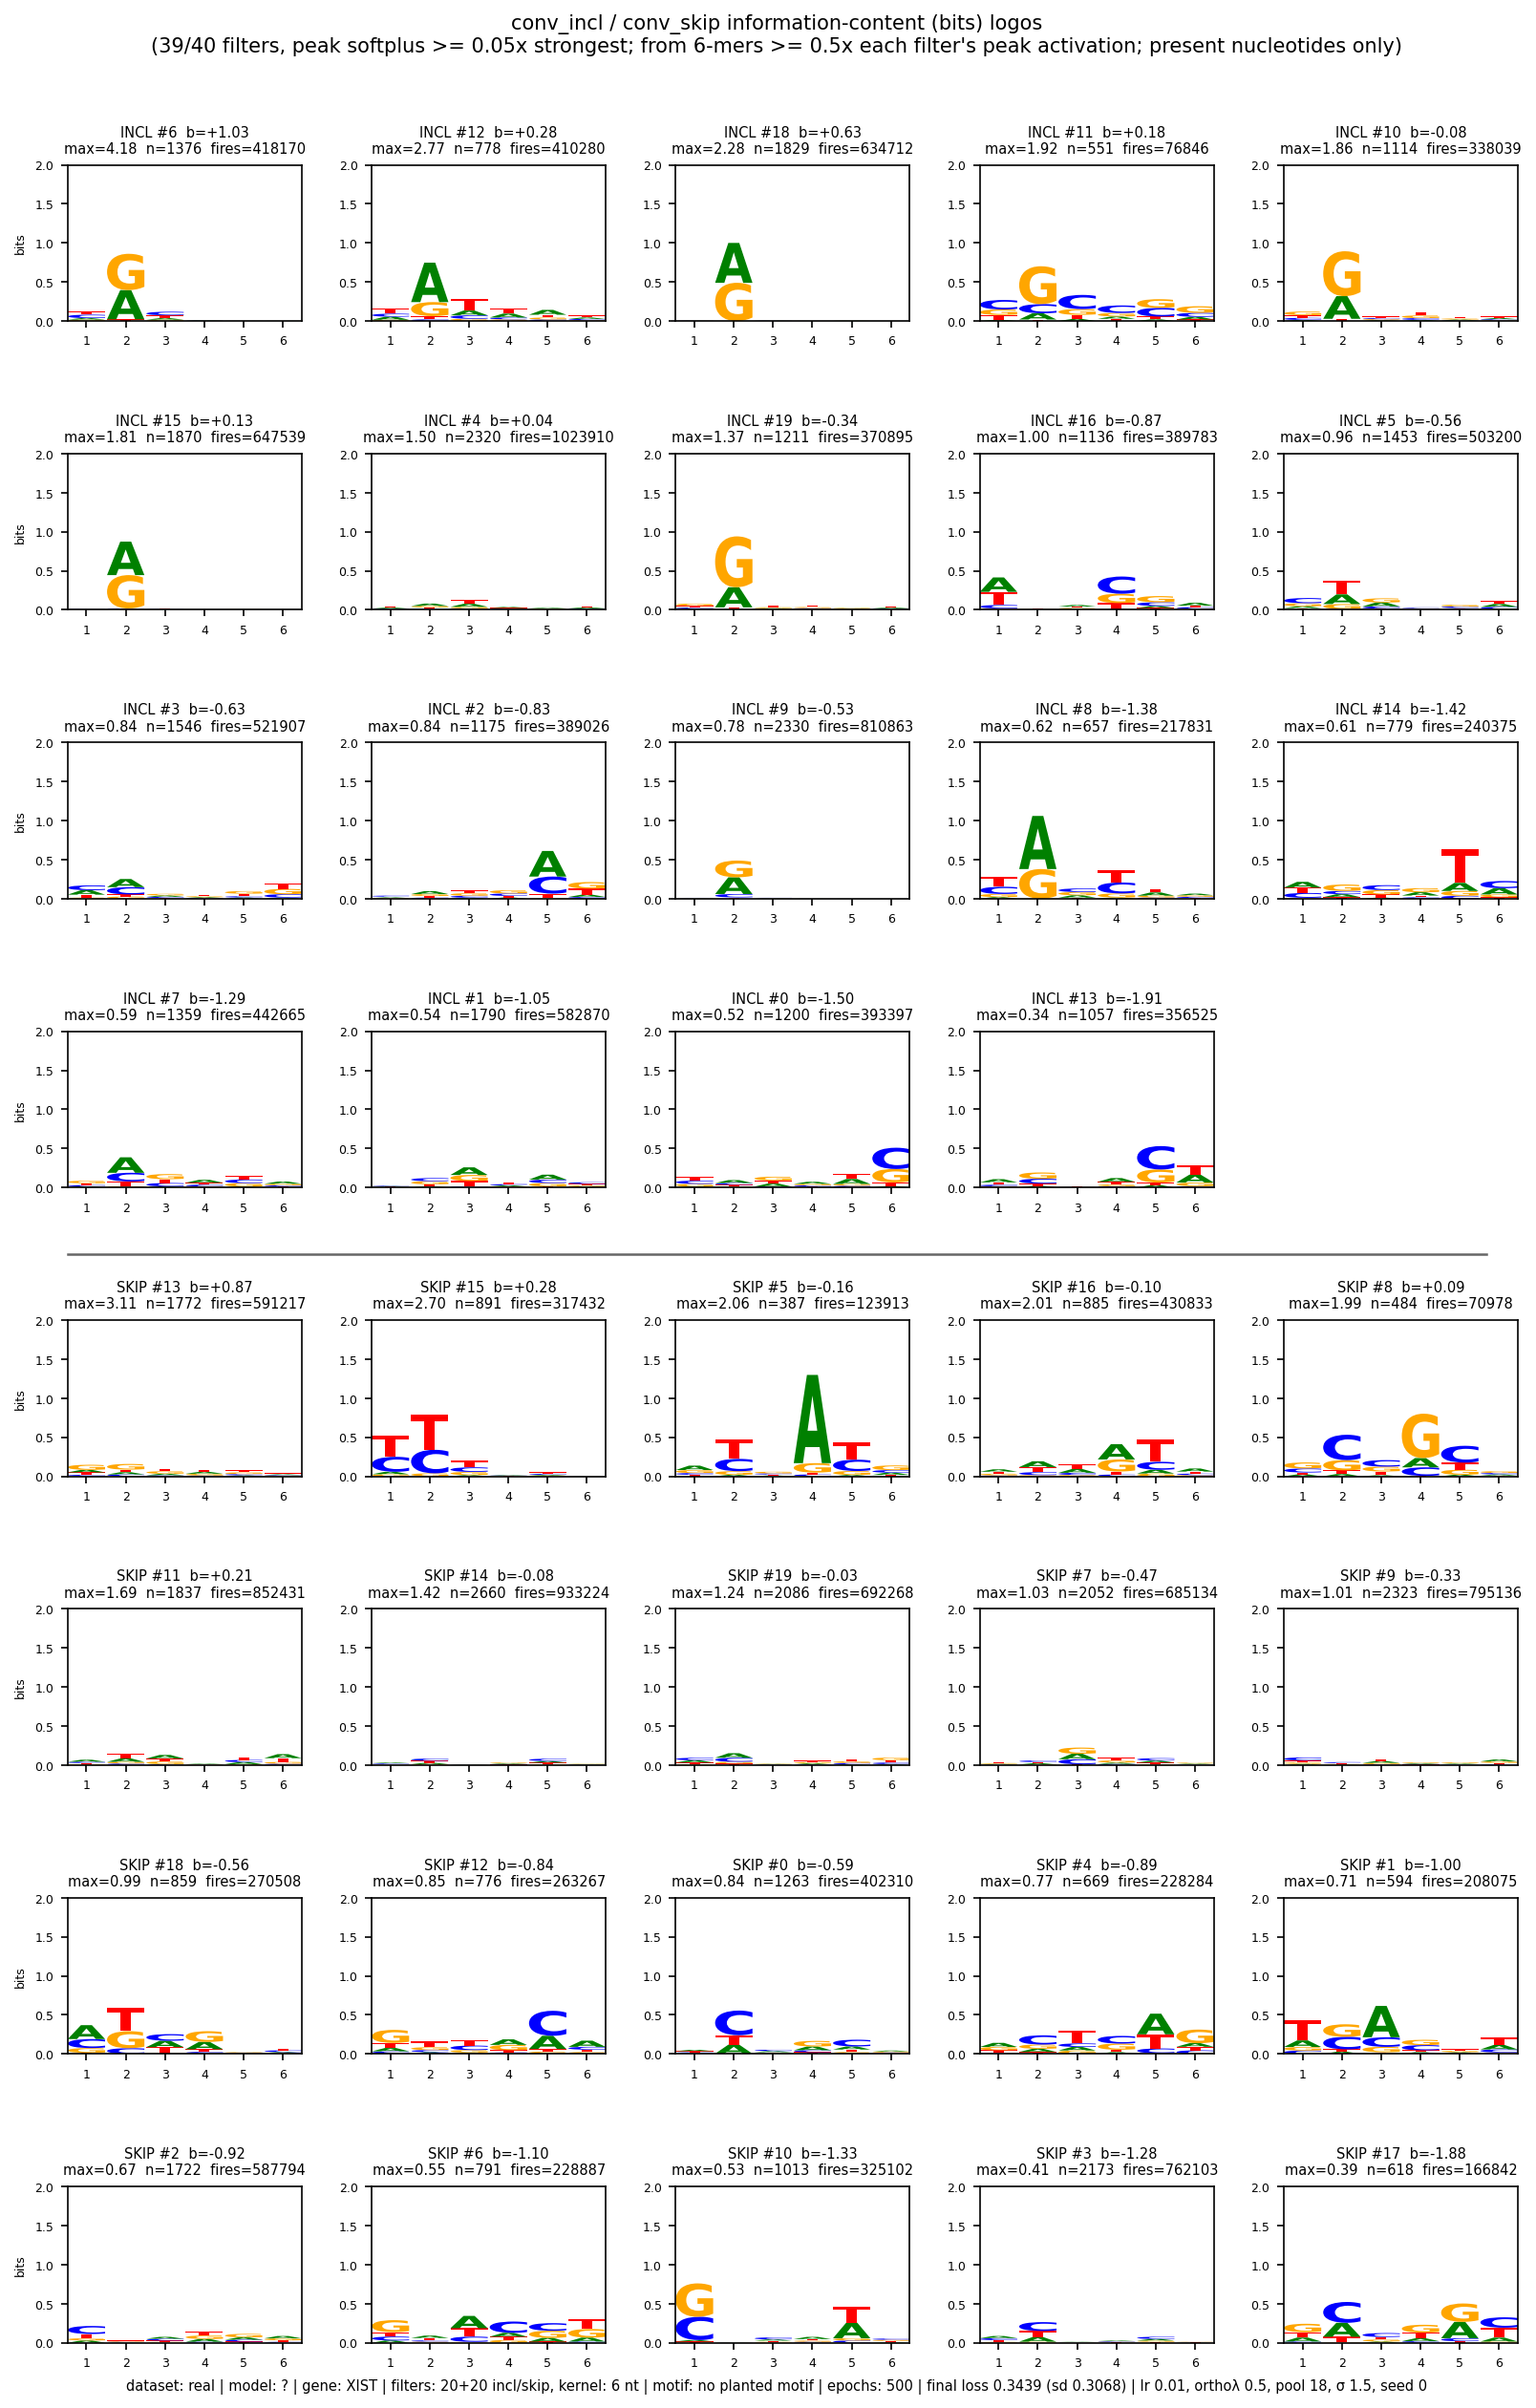 conv_incl / conv_skip information-content (bits) logos
(39/40 filters, peak softplus >= 0.05x strongest; from 6-mers >= 0.5x each filter's peak activation; present nucleotides only)
INCL #6 b=+1.03
max=4.18 n=1376 fires=418170
INCL #12 b=+0.28
max=2.77 n=778 fires=410280
INCL #18 b=+0.63
max=2.28 n=1829 fires=634712
INCL #11 b=+0.18
max=1.92 n=551 fires=76846
INCL #10 b=-0.08
max=1.86 n=1114 fires=338039
INCL #15 b=+0.13
max=1.81 n=1870 fires=647539
INCL #4 b=+0.04
max=1.50 n=2320 fires=1023910
INCL #19 b=-0.34
max=1.37 n=1211 fires=370895
INCL #16 b=-0.87
max=1.00 n=1136 fires=389783
INCL #5 b=-0.56
max=0.96 n=1453 fires=503200
INCL #3 b=-0.63
max=0.84 n=1546 fires=521907
INCL #2 b=-0.83
max=0.84 n=1175 fires=389026
INCL #9 b=-0.53
max=0.78 n=2330 fires=810863
INCL #8 b=-1.38
max=0.62 n=657 fires=217831
INCL #14 b=-1.42
max=0.61 n=779 fires=240375
INCL #7 b=-1.29
max=0.59 n=1359 fires=442665
INCL #1 b=-1.05
max=0.54 n=1790 fires=582870
INCL #0 b=-1.50
max=0.52 n=1200 fires=393397
INCL #13 b=-1.91
max=0.34 n=1057 fires=356525
SKIP #13 b=+0.87
max=3.11 n=1772 fires=591217
SKIP #15 b=+0.28
max=2.70 n=891 fires=317432
SKIP #5 b=-0.16
max=2.06 n=387 fires=123913
SKIP #16 b=-0.10
max=2.01 n=885 fires=430833
SKIP #8 b=+0.09
max=1.99 n=484 fires=70978
SKIP #11 b=+0.21
max=1.69 n=1837 fires=852431
SKIP #14 b=-0.08
max=1.42 n=2660 fires=933224
SKIP #19 b=-0.03
max=1.24 n=2086 fires=692268
SKIP #7 b=-0.47
max=1.03 n=2052 fires=685134
SKIP #9 b=-0.33
max=1.01 n=2323 fires=795136
SKIP #18 b=-0.56
max=0.99 n=859 fires=270508
SKIP #12 b=-0.84
max=0.85 n=776 fires=263267
SKIP #0 b=-0.59
max=0.84 n=1263 fires=402310
SKIP #4 b=-0.89
max=0.77 n=669 fires=228284
SKIP #1 b=-1.00
max=0.71 n=594 fires=208075
SKIP #2 b=-0.92
max=0.67 n=1722 fires=587794
SKIP #6 b=-1.10
max=0.55 n=791 fires=228887
SKIP #10 b=-1.33
max=0.53 n=1013 fires=325102
SKIP #3 b=-1.28
max=0.41 n=2173 fires=762103
SKIP #17 b=-1.88
max=0.39 n=618 fires=166842
dataset: real | model: ? | gene: XIST | filters: 20+20 incl/skip, kernel: 6 nt | motif: no planted motif | epochs: 500 | final loss 0.3439 (sd 0.3068) | lr 0.01, orthoλ 0.5, pool 18, σ 1.5, seed 0